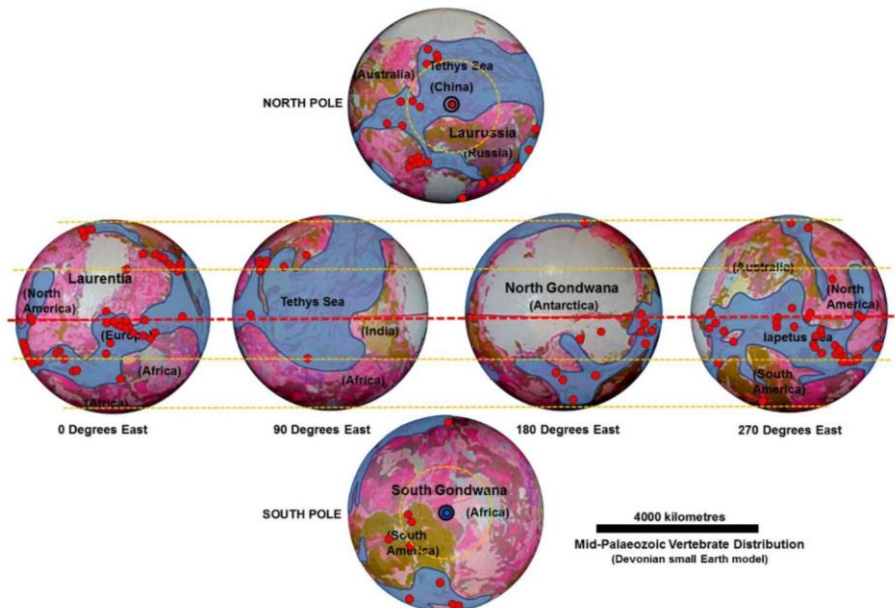 (Australia)
Tethys Sea
(China)
NORTH POLE
Laurussia
(Russia)
Laurentia
(North
America)
(Europ
(Africa)
(Africa)
Tethys Sea
(India)
(Africa)
North Gondwana
(Antarctica)
(Australia)
(North
America)
Iapetus Sea
(South
America)
0 Degrees East
90 Degrees East
180 Degrees East
270 Degrees East
South Gondwana
SOUTH POLE
(Africa)
(South
America)
4000 kilometres
Mid-Palaeozoic Vertebrate Distribution
(Devonian small Earth model)